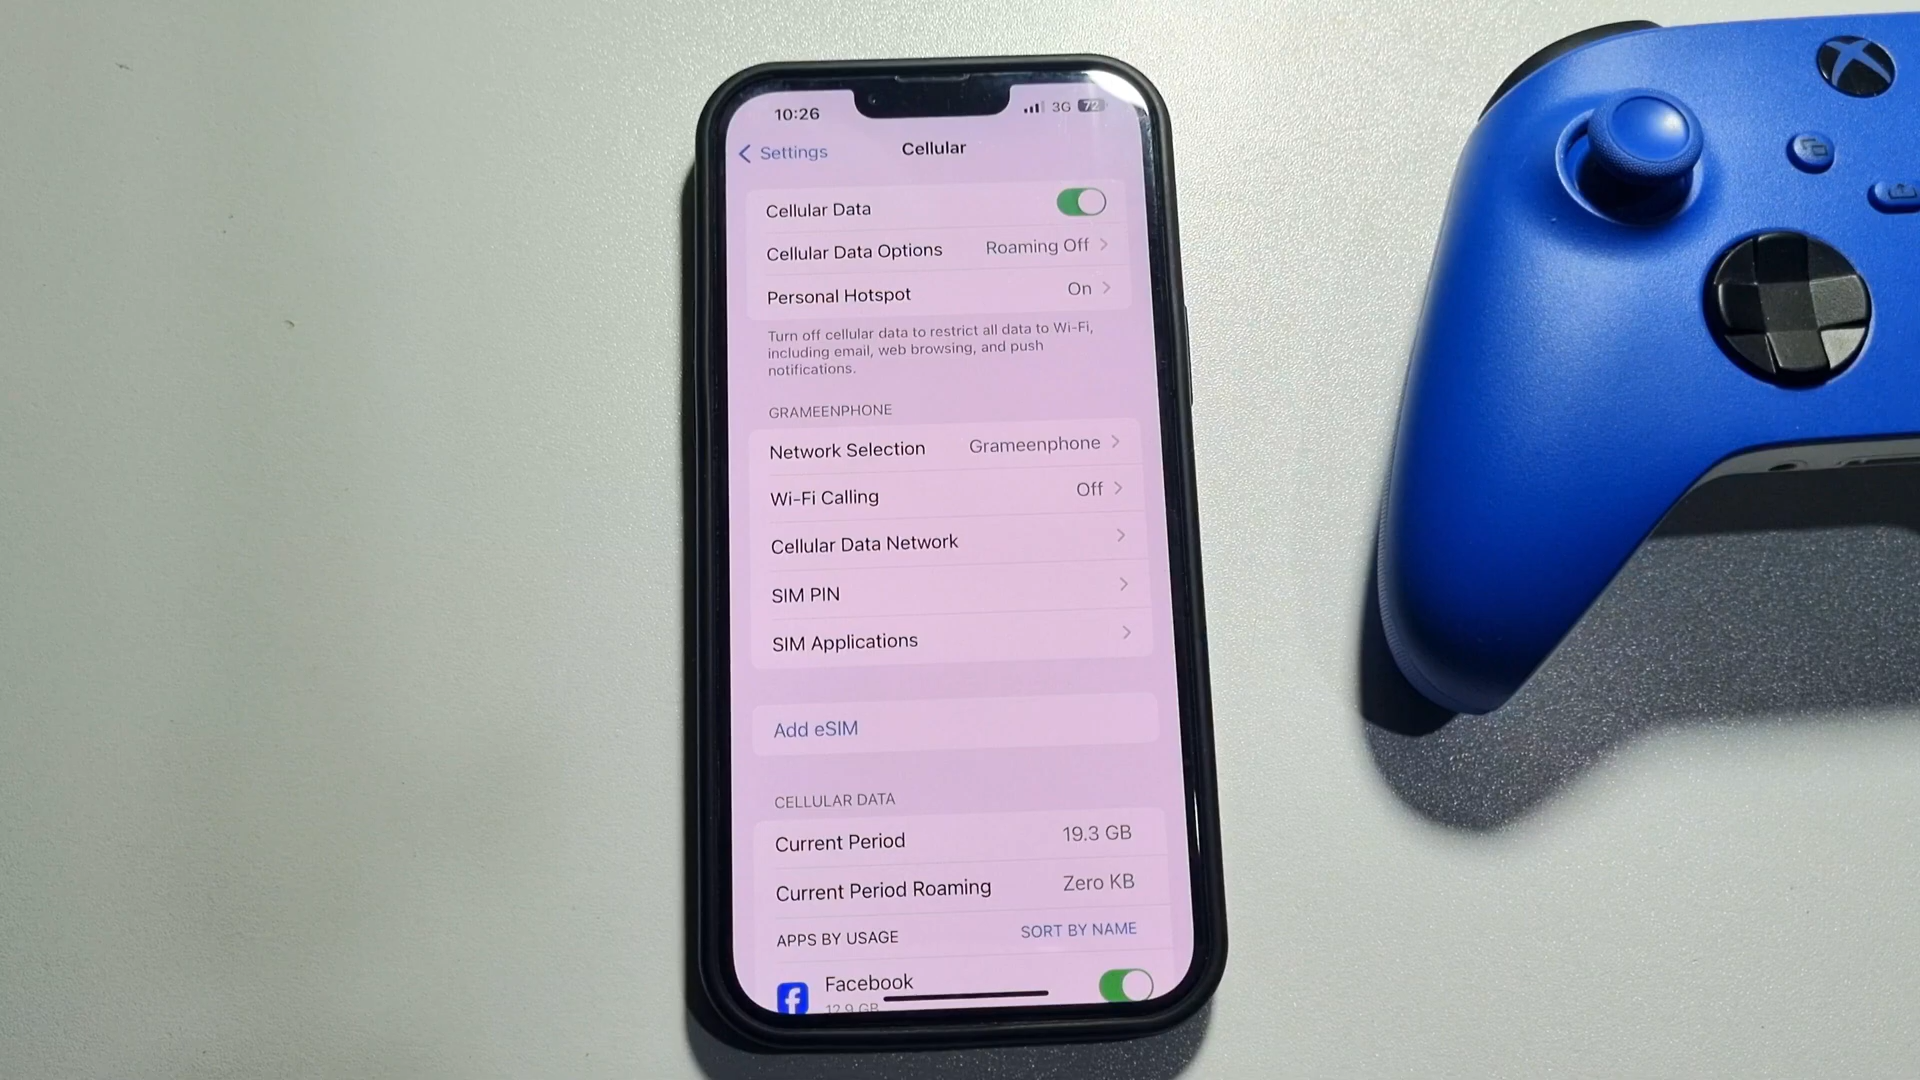 10:26
3G 72
Settings
Cellular
Cellular Data
Cellular Data Options Roaming Off
Personal Hotspot On
Turn off cellular data to restrict all data to Wi-Fi,
including email, web browsing, and push
notifications.
GRAMEENPHONE
Network Selection Grameenphone
Wi-Fi Calling Off
Cellular Data Network
SIM PIN
SIM Applications
Add eSIM
CELLULAR DATA
Current Period 19.3 GB
Current Period Roaming Zero KB
APPS BY USAGE SORT BY NAME
Facebook
12.9 GB